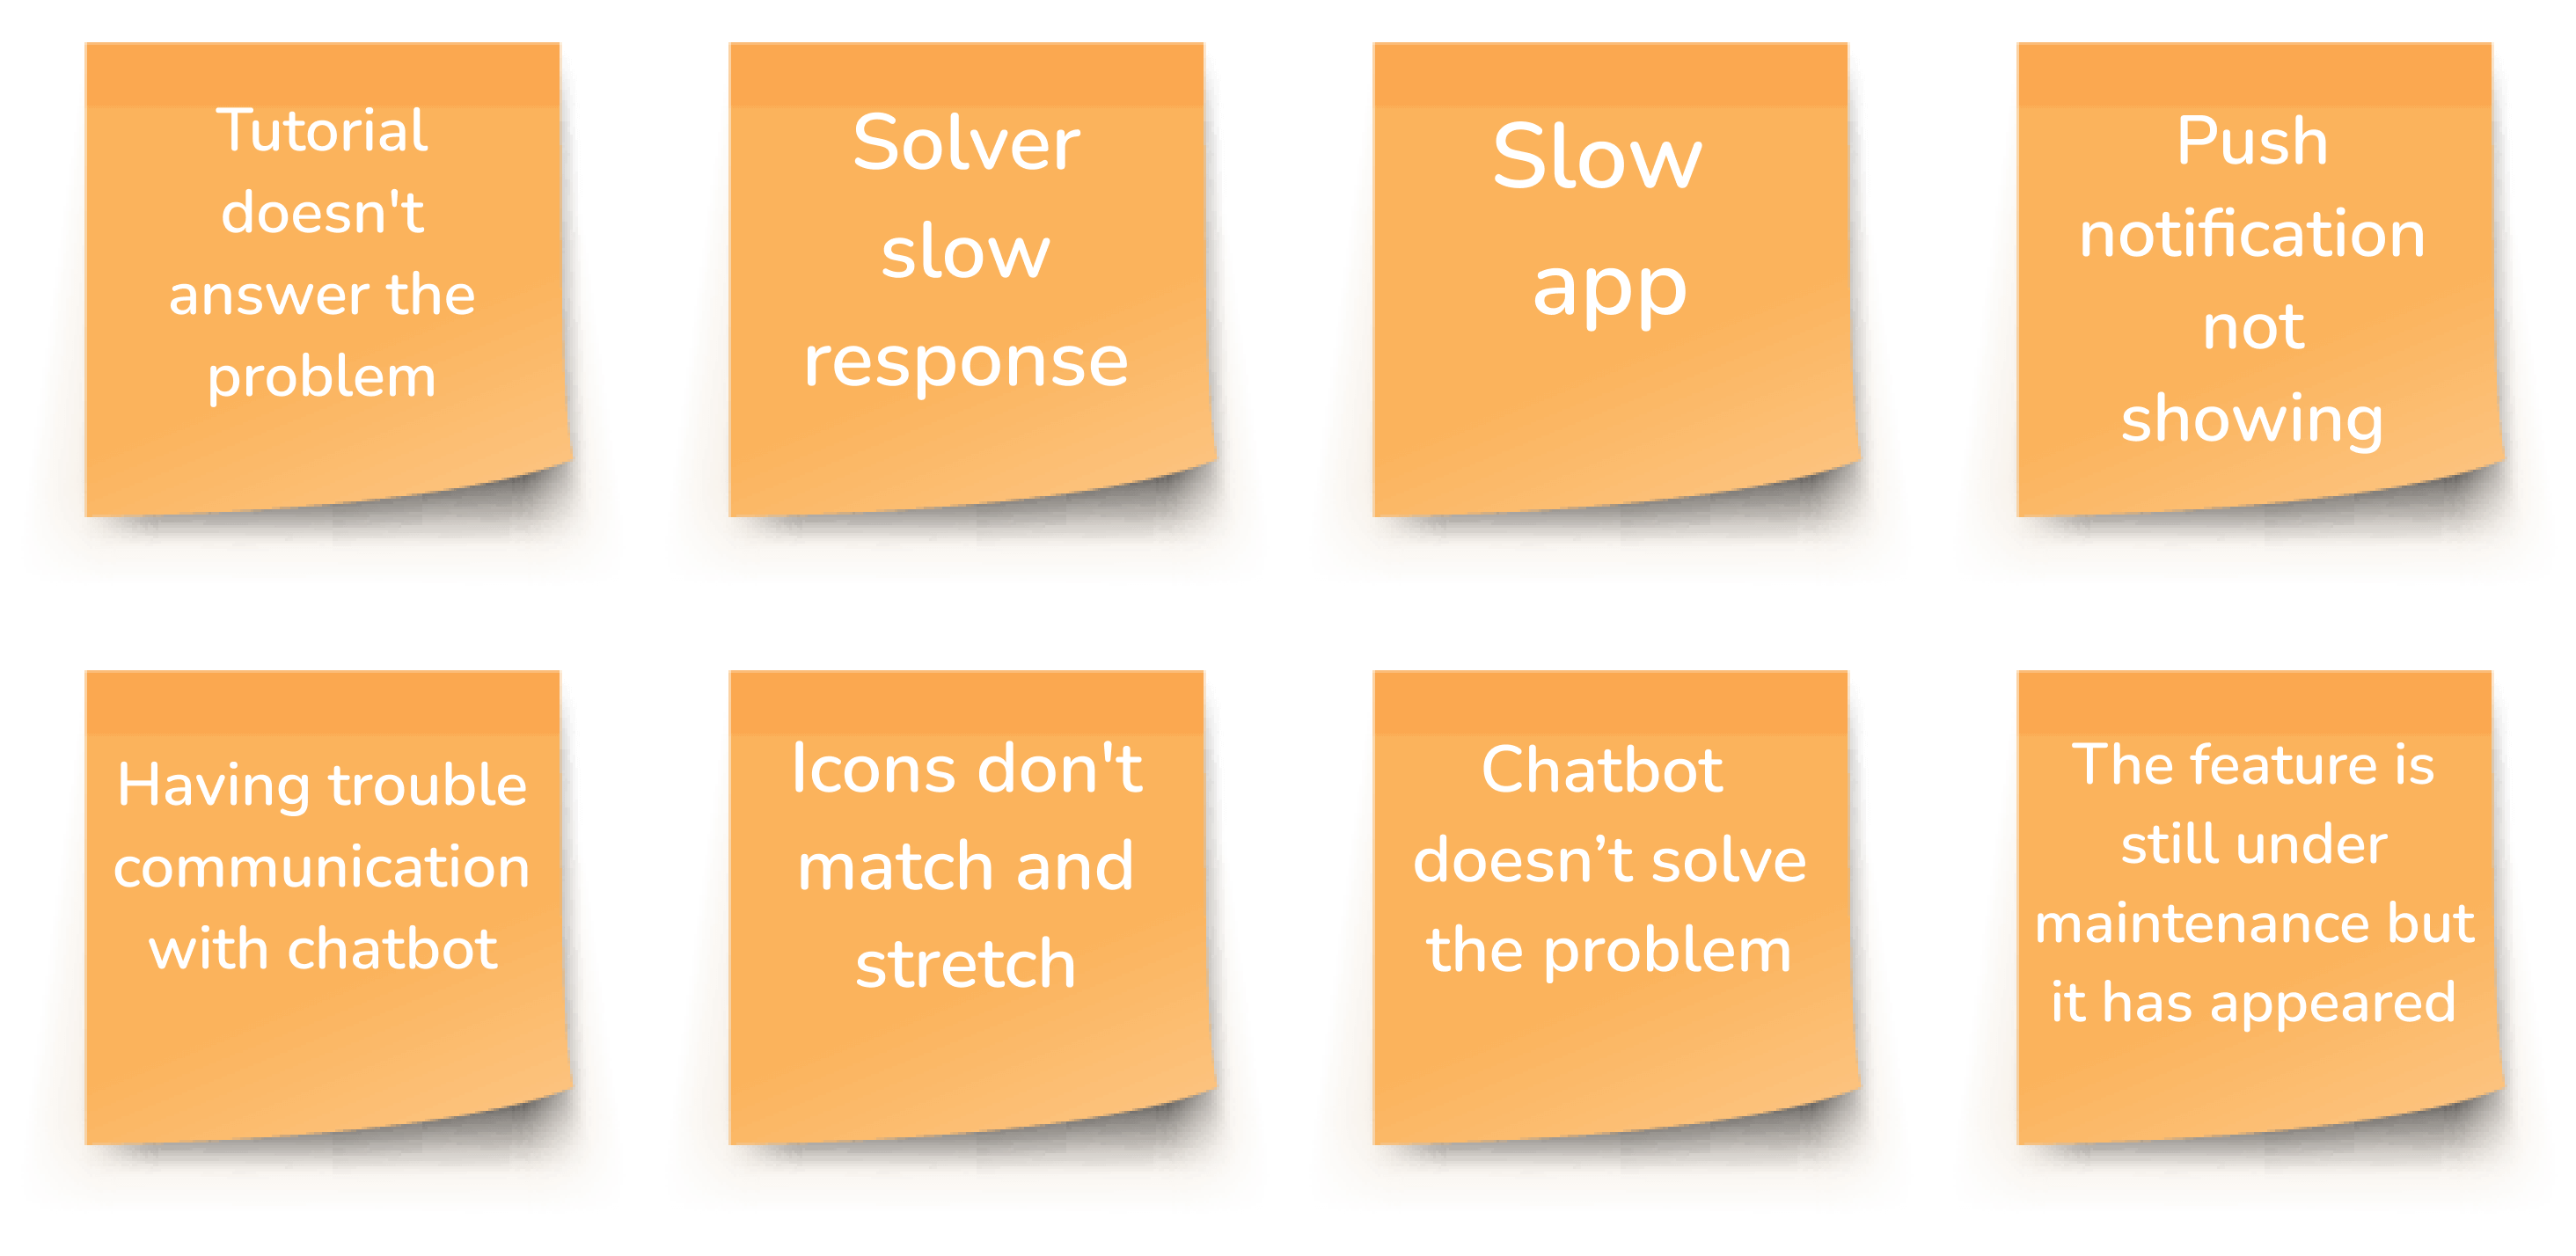 Tutorial
doesn't
answer the
problem
Solver
slow
response
Slow
app
Push
notification
not
showing
Having trouble
communication
with chatbot
Icons don't
match and
stretch
Chatbot
doesn’t solve
the problem
The feature is
still under
maintenance but
it has appeared